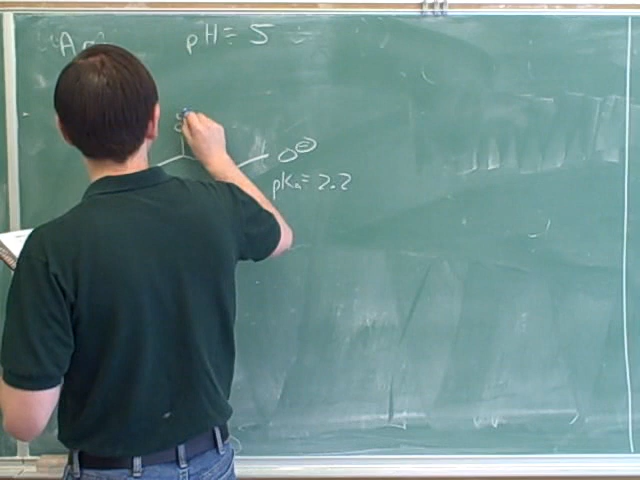 pH = 5
O⊖
pKa = 2.2